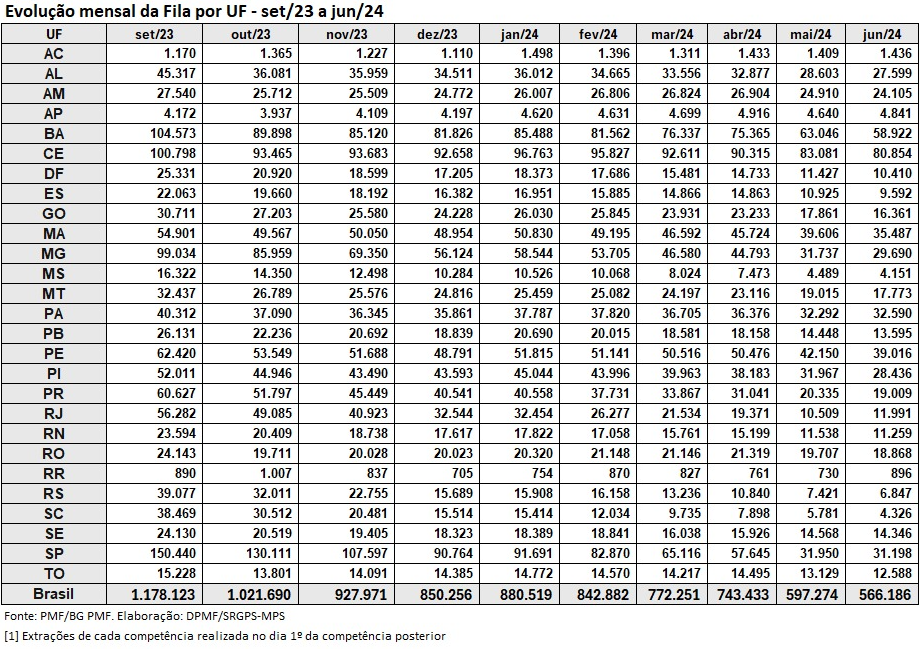 Evolução mensal da Fila por UF - set/23 a jun/24
UF set/23 out/23 nov/23 dez/23 jan/24 fev/24 mar/24 abr/24 mai/24 jun/24
AC 1.170 1.365 1.227 1.110 1.498 1.396 1.311 1.433 1.409 1.436
AL 45.317 36.081 35.959 34.511 36.012 34.665 33.556 32.877 28.603 27.599
AM 27.540 25.712 25.509 24.772 26.007 26.806 26.824 26.904 24.910 24.105
AP 4.172 3.937 4.109 4.197 4.620 4.631 4.699 4.916 4.640 4.841
BA 104.573 89.898 85.120 81.826 85.488 81.562 76.337 75.365 63.046 58.922
CE 100.798 93.465 93.683 92.658 96.763 95.827 92.611 90.315 83.081 80.854
DF 25.331 20.920 18.599 17.205 18.373 17.686 15.481 14.733 11.427 10.410
ES 22.063 19.660 18.192 16.382 16.951 15.885 14.866 14.863 10.925 9.592
GO 30.711 27.203 25.580 24.228 26.030 25.845 23.931 23.233 17.861 16.361
MA 54.901 49.567 50.050 48.954 50.830 49.195 46.592 45.724 39.606 35.487
MG 99.034 85.959 69.350 56.124 58.544 53.705 46.580 44.793 31.737 29.690
MS 16.322 14.350 12.498 10.284 10.526 10.068 8.024 7.473 4.489 4.151
MT 32.437 26.789 25.576 24.816 25.459 25.082 24.197 23.116 19.015 17.773
PA 40.312 37.090 36.345 35.861 37.787 37.820 36.705 36.376 32.292 32.590
PB 26.131 22.236 20.692 18.839 20.690 20.015 18.581 18.158 14.448 13.595
PE 62.420 53.549 51.688 48.791 51.815 51.141 50.516 50.476 42.150 39.016
PI 52.011 44.946 43.490 43.593 45.044 43.996 39.963 38.183 31.967 28.436
PR 60.627 51.797 45.449 40.541 40.558 37.731 33.867 31.041 20.335 19.009
RJ 56.282 49.085 40.923 32.544 32.454 26.277 21.534 19.371 10.509 11.991
RN 23.594 20.409 18.738 17.617 17.822 17.058 15.761 15.199 11.538 11.259
RO 24.143 19.711 20.028 20.023 20.320 21.148 21.146 21.319 19.707 18.868
RR 890 1.007 837 705 754 870 827 761 730 896
RS 39.077 32.011 22.755 15.689 15.908 16.158 13.236 10.840 7.421 6.847
SC 38.469 30.512 20.481 15.514 15.414 12.034 9.735 7.898 5.781 4.326
SE 24.130 20.519 19.405 18.323 18.389 18.841 16.038 15.926 14.568 14.346
SP 150.440 130.111 107.597 90.764 91.691 82.870 65.116 57.645 31.950 31.198
TO 15.228 13.801 14.091 14.385 14.772 14.570 14.217 14.495 13.129 12.588
Brasil 1.178.123 1.021.690 927.971 850.256 880.519 842.882 772.251 743.433 597.274 566.186
Fonte: PMF/BG PMF. Elaboração: DPMF/SRGPS-MPS
[1] Extrações de cada competência realizada no dia 1º da competência posterior